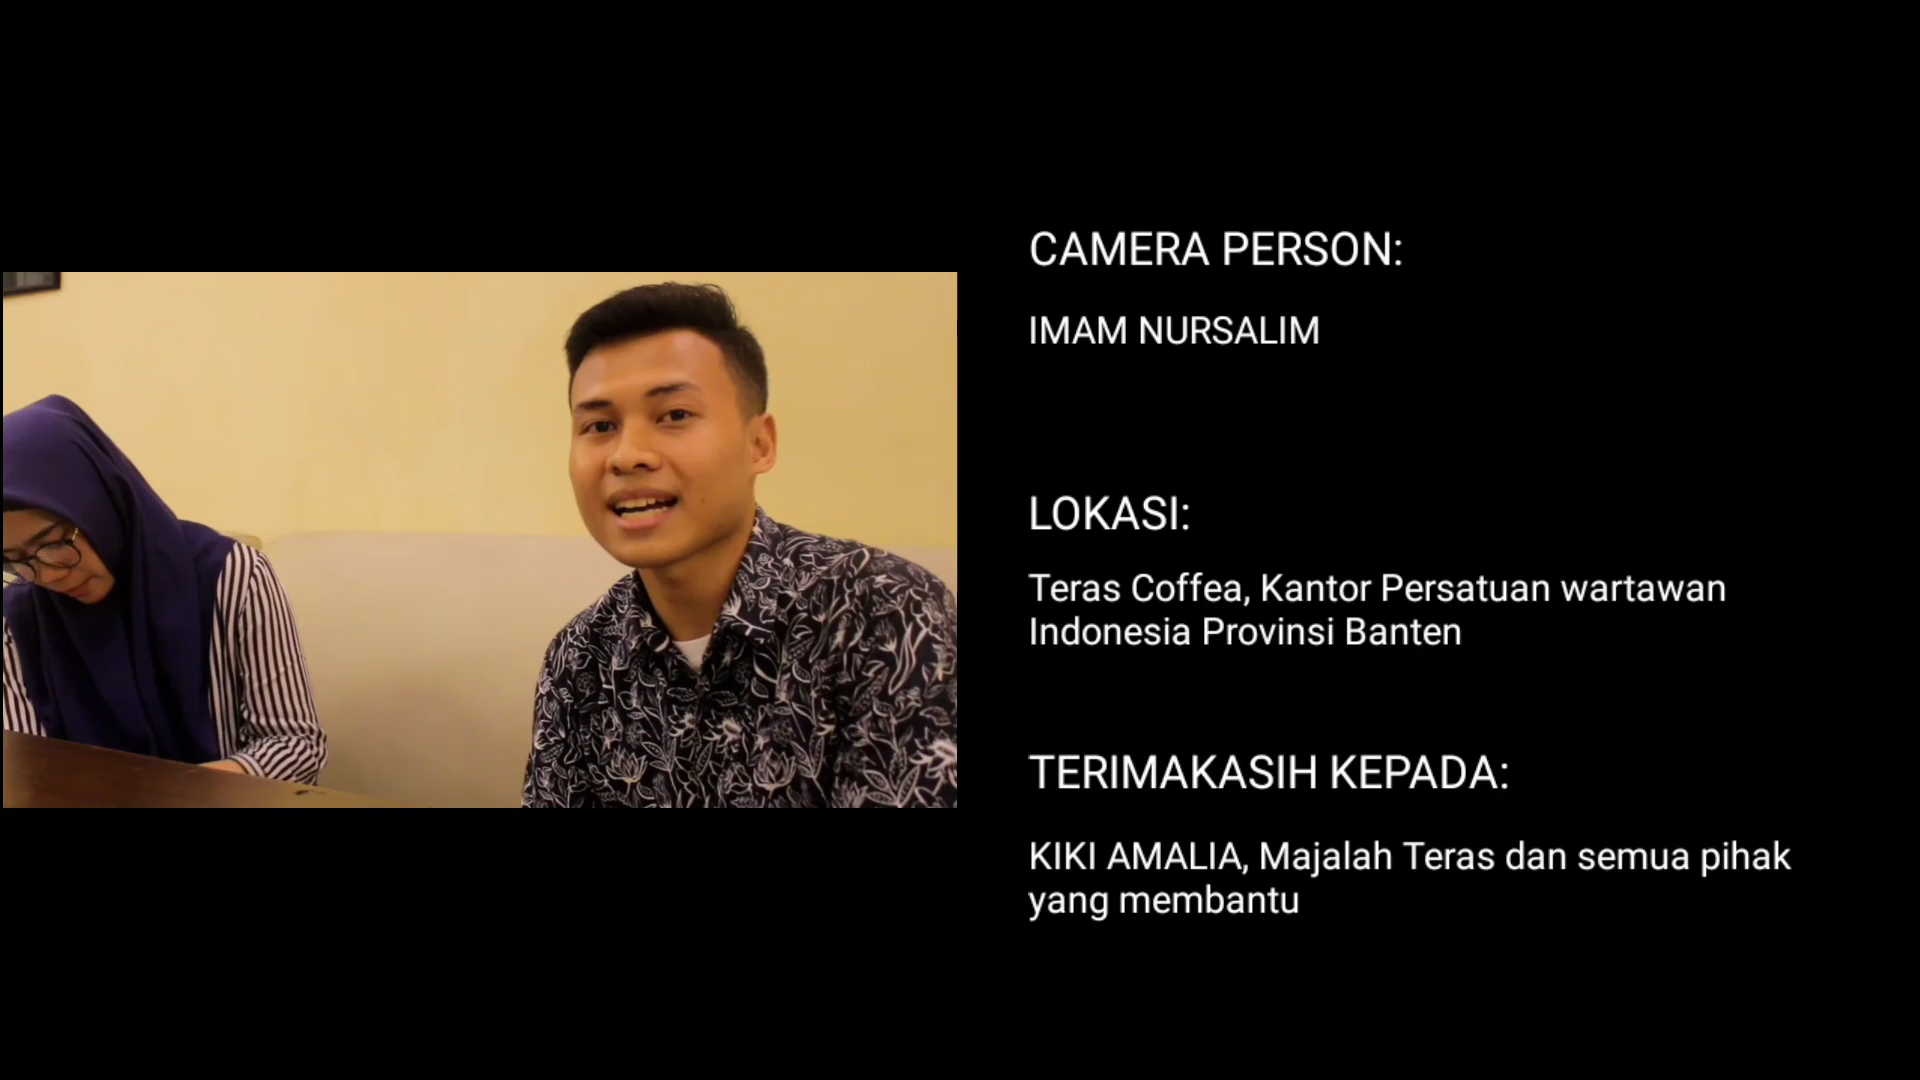 CAMERA PERSON:
IMAM NURSALIM
LOKASI:
Teras Coffea, Kantor Persatuan wartawan
Indonesia Provinsi Banten
TERIMAKASIH KEPADA:
KIKI AMALIA, Majalah Teras dan semua pihak
yang membantu